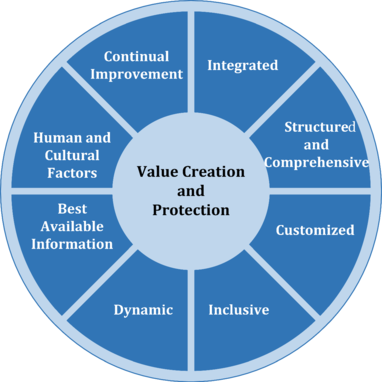 Continual
Improvement
Integrated
Structured
and
Comprehensive
Customized
Inclusive
Dynamic
Best
Available
Information
Human and
Cultural
Factors
Value Creation
and
Protection